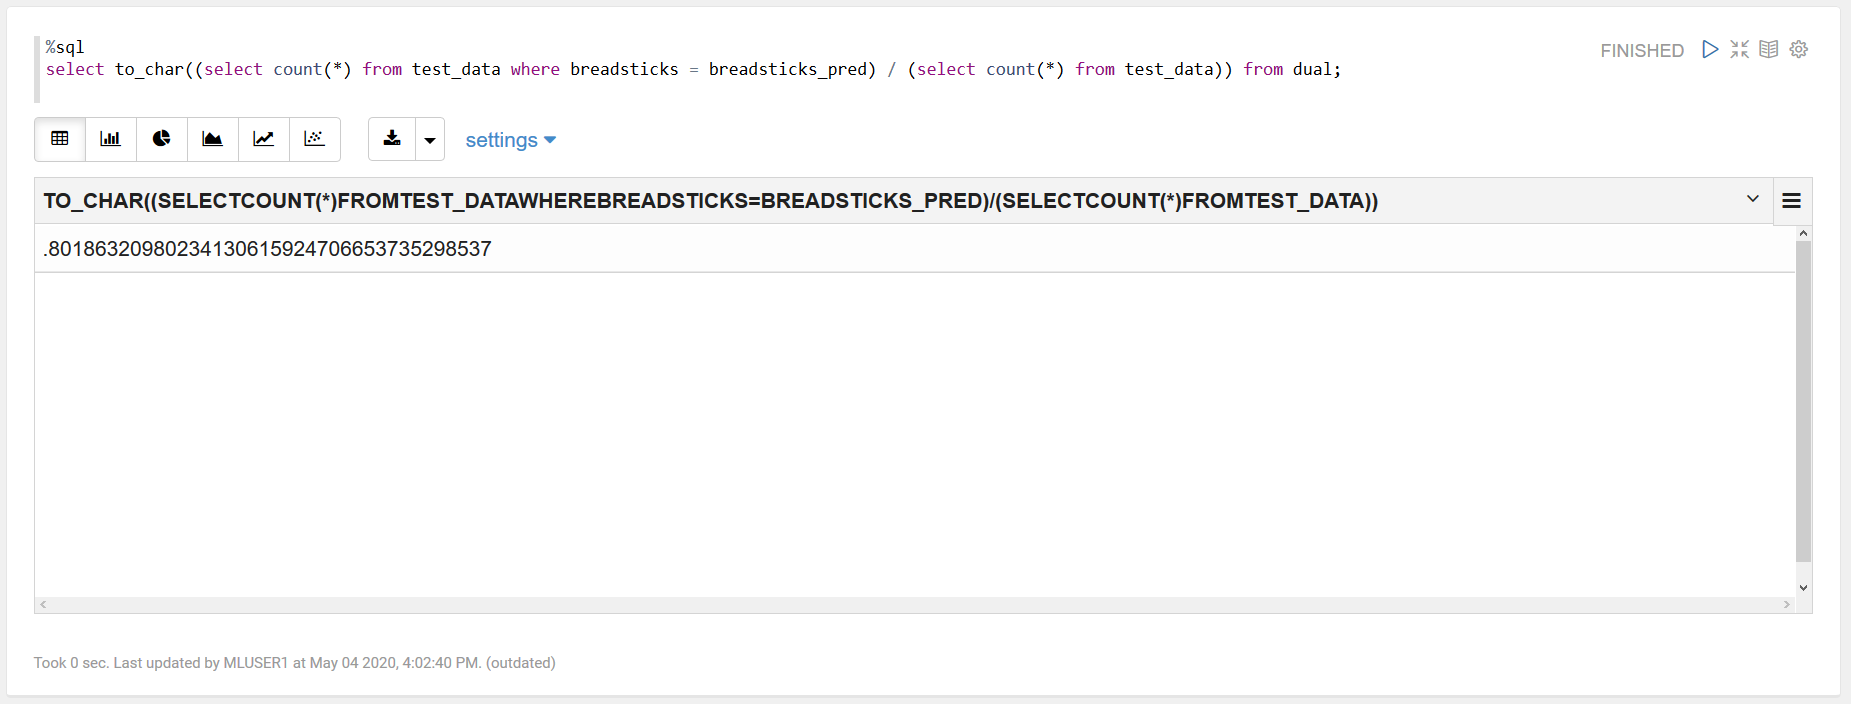 %sql
FINISHED
select to_char((select count(*) from test_data where breadsticks = breadsticks_pred) / (select count(*) from test_data)) from dual;
settings
TO_CHAR((SELECTCOUNT(*)FROMTEST_DATAWHEREBREADSTICKS=BREADSTICKS_PRED)/(SELECTCOUNT(*)FROMTEST_DATA))
.8018632098023413061592470665373529​8537
Took 0 sec. Last updated by MLUSER1 at May 04 2020, 4:02:40 PM. (outdated)